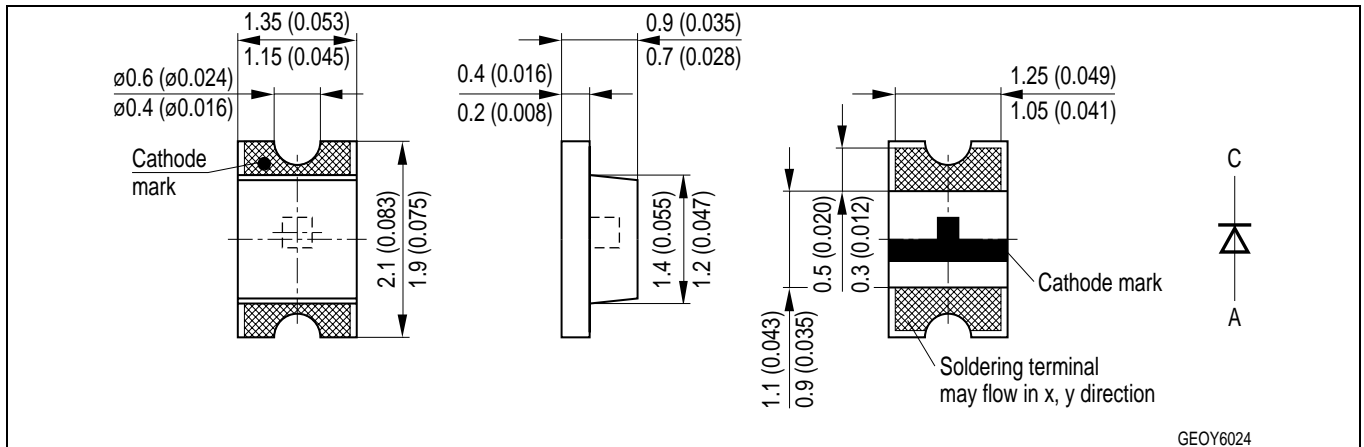 1.35 (0.053)
1.15 (0.045)
ø0.6 (ø0.024)
ø0.4 (ø0.016)
Cathode
mark
2.1 (0.083)
1.9 (0.075)
0.9 (0.035)
0.7 (0.028)
0.4 (0.016)
0.2 (0.008)
1.4 (0.055)
1.2 (0.047)
1.25 (0.049)
1.05 (0.041)
0.5 (0.020)
0.3 (0.012)
1.1 (0.043)
0.9 (0.035)
Cathode mark
Soldering terminal
may flow in x, y direction
C
A
GEOY6024